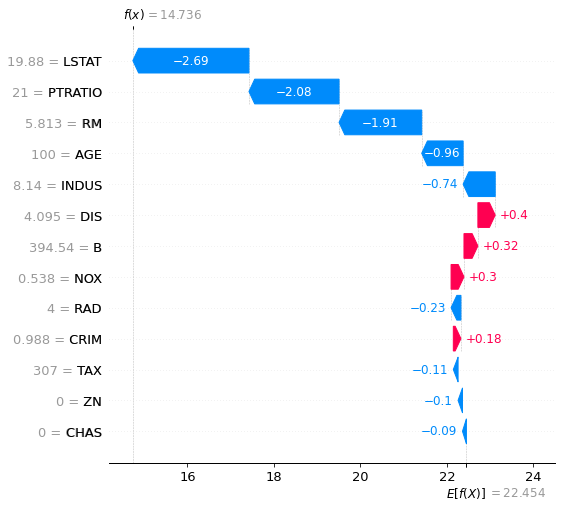 f(x) = 14.736
19.88 = LSTAT −2.69
21 = PTRATIO −2.08
5.813 = RM −1.91
100 = AGE −0.96
8.14 = INDUS −0.74
4.095 = DIS +0.4
394.54 = B +0.32
0.538 = NOX +0.3
4 = RAD −0.23
0.988 = CRIM +0.18
307 = TAX −0.11
0 = ZN −0.1
0 = CHAS −0.09
16 18 20 22 24
E[f(X)] = 22.454